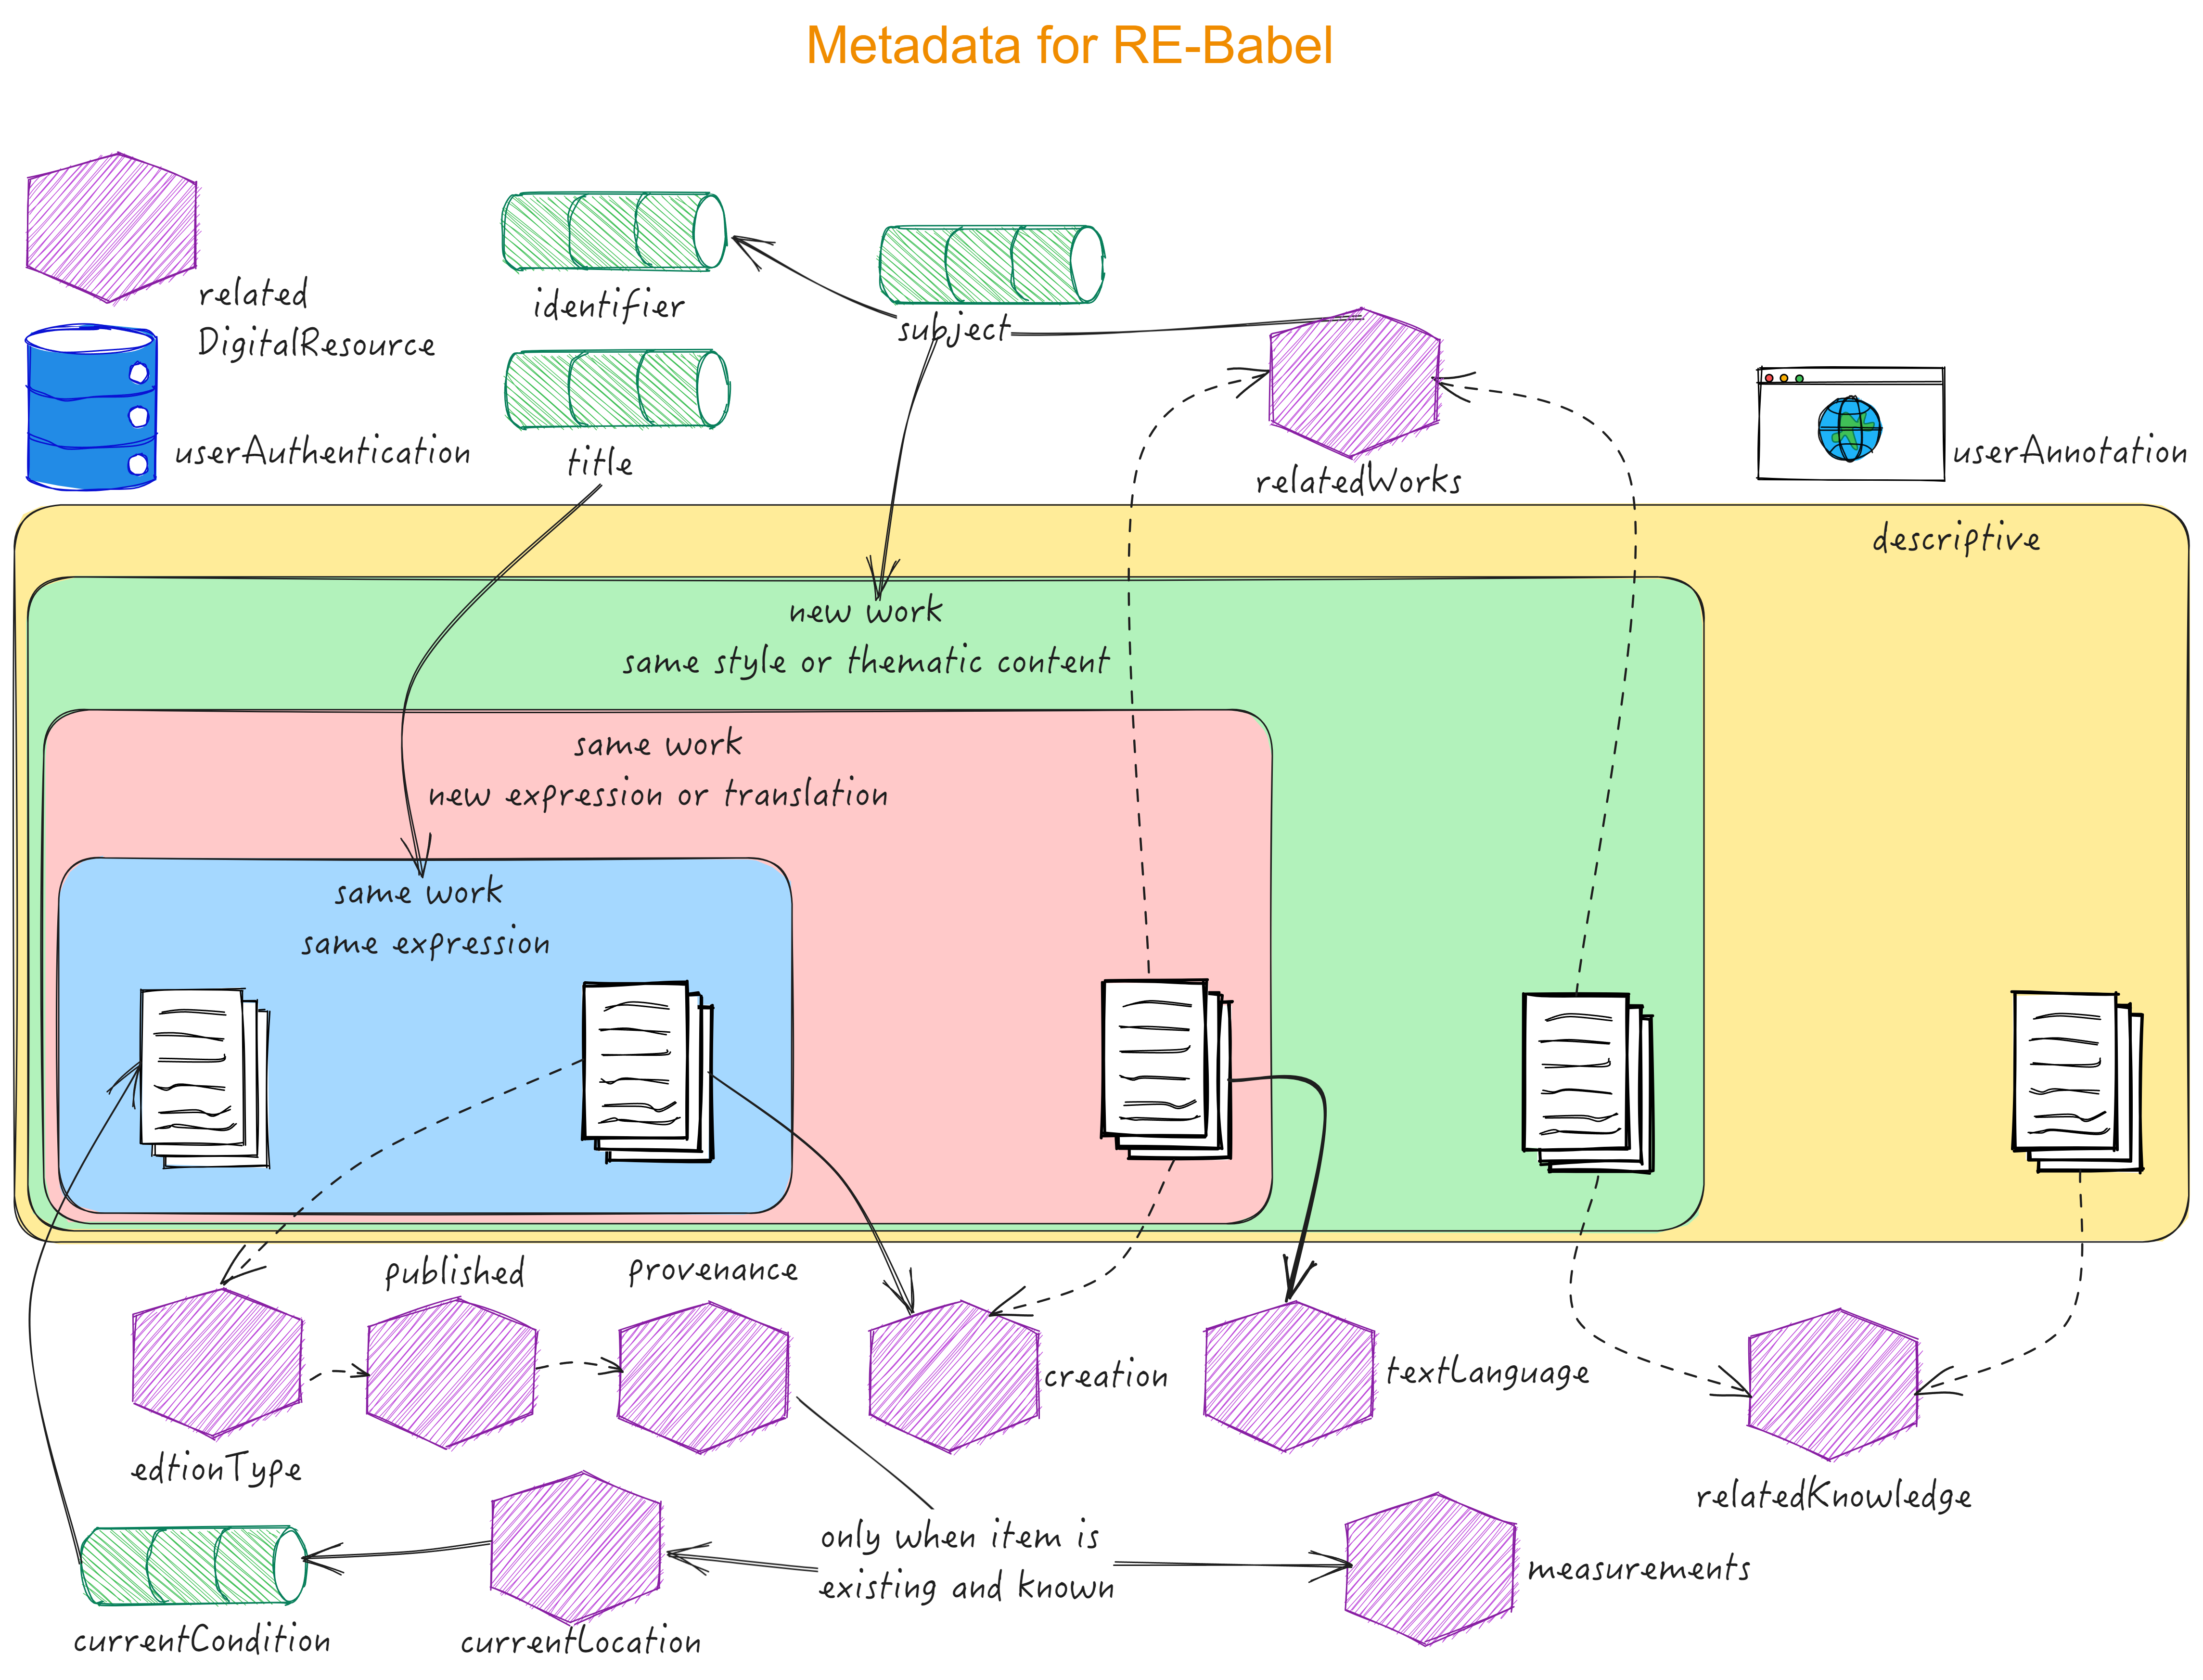 Metadata for RE-Babel
related
DigitalResource
identifier
subject
userAuthentication
title
relatedWorks
userAnnotation
descriptive
new work
same style or thematic content
same work
new expression or translation
same work
same expression
published
provenance
creation
textLanguage
edtionType
relatedKnowledge
only when item is
existing and known
measurements
currentCondition
currentLocation